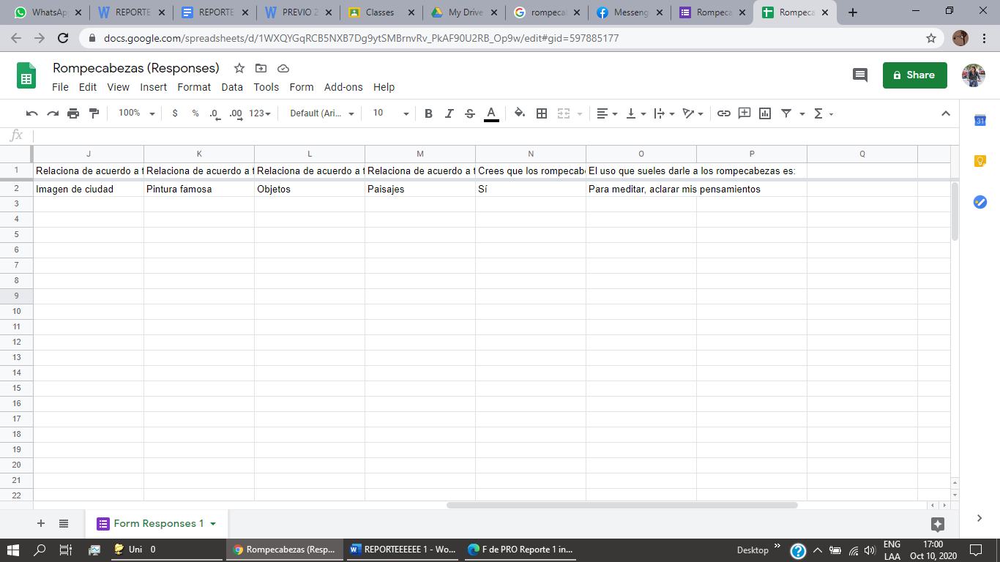 WhatsAp
REPORTE
REPORTE
PREVIO 2
Classes
My Drive
rompecal
Messeng
Rompeca
Rompeca
docs.google.com/spreadsheets/d/1WXQYGqRCB5NXB7Dg9ytSMBrnvRv_PkAF90U2RB_Op9w/edit#gid=597885177
Rompecabezas (Responses)
Share
File Edit View Insert Format Data Tools Form Add-ons Help
100% $ % .0 .00 123 Default (Ari... 10 B I S A Σ
fx
J K L M N O P Q
1 Relaciona de acuerdo a t Relaciona de acuerdo a t Relaciona de acuerdo a t Relaciona de acuerdo a t Crees que los rompecabe El uso que sueles darle a los rompecabezas es:
2 Imagen de ciudad Pintura famosa Objetos Paisajes Sí Para meditar, aclarar mis pensamientos
3
4
5
6
7
8
9
10
11
12
13
14
15
16
17
18
19
20
21
22
31
Form Responses 1
Uni 0
Rompecabezas (Resp...
REPORTEEEEEE 1 - Wo...
F de PRO Reporte 1 in...
Desktop
ENG
LAA
17:00
Oct 10, 2020